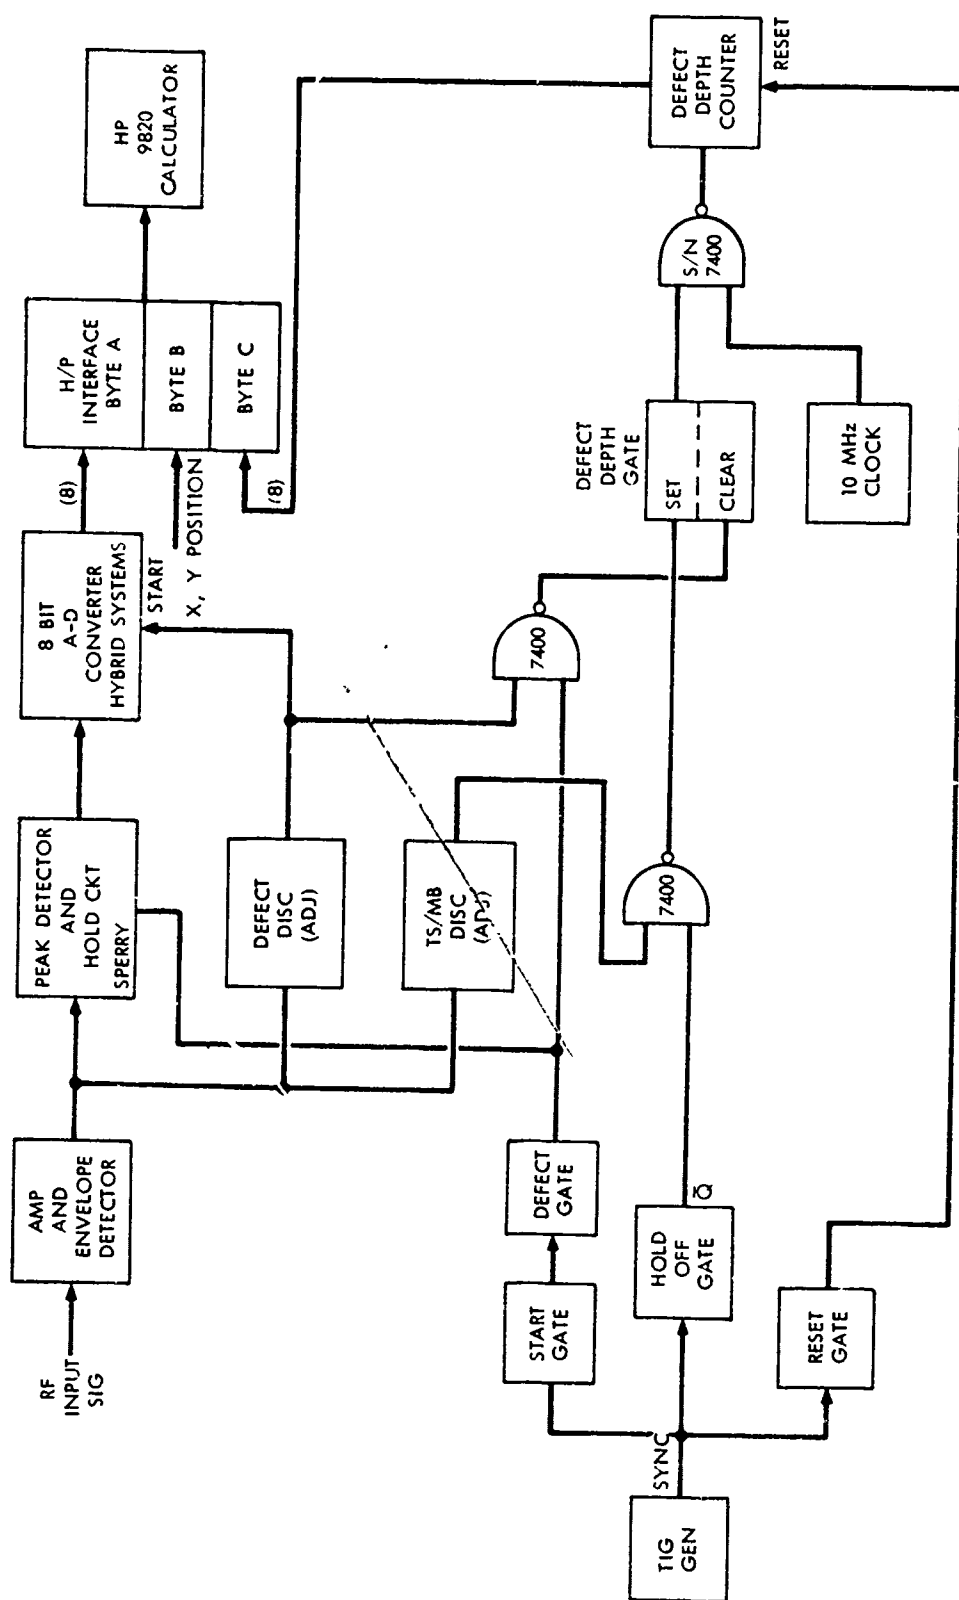 RF
INPUT
SIG
AMP
AND
ENVELOPE
DETECTOR
PEAK DETECTOR
AND
HOLD CKT
SPERRY
8 BIT
A-D
CONVERTER
HYBRID SYSTEMS
START
(8)
H/P
INTERFACE
BYTE A
BYTE B
BYTE C
X, Y POSITION
(8)
HP
9820
CALCULATOR
DEFECT
DISC
(ADJ)
TS/MB
DISC
(ADJ)
START
GATE
DEFECT
GATE
7400
TIG
GEN
SYNC
HOLD
OFF
GATE
Q
7400
DEFECT
DEPTH
GATE
SET
CLEAR
10 MHz
CLOCK
S/N
7400
DEFECT
DEPTH
COUNTER
RESET
RESET
GATE